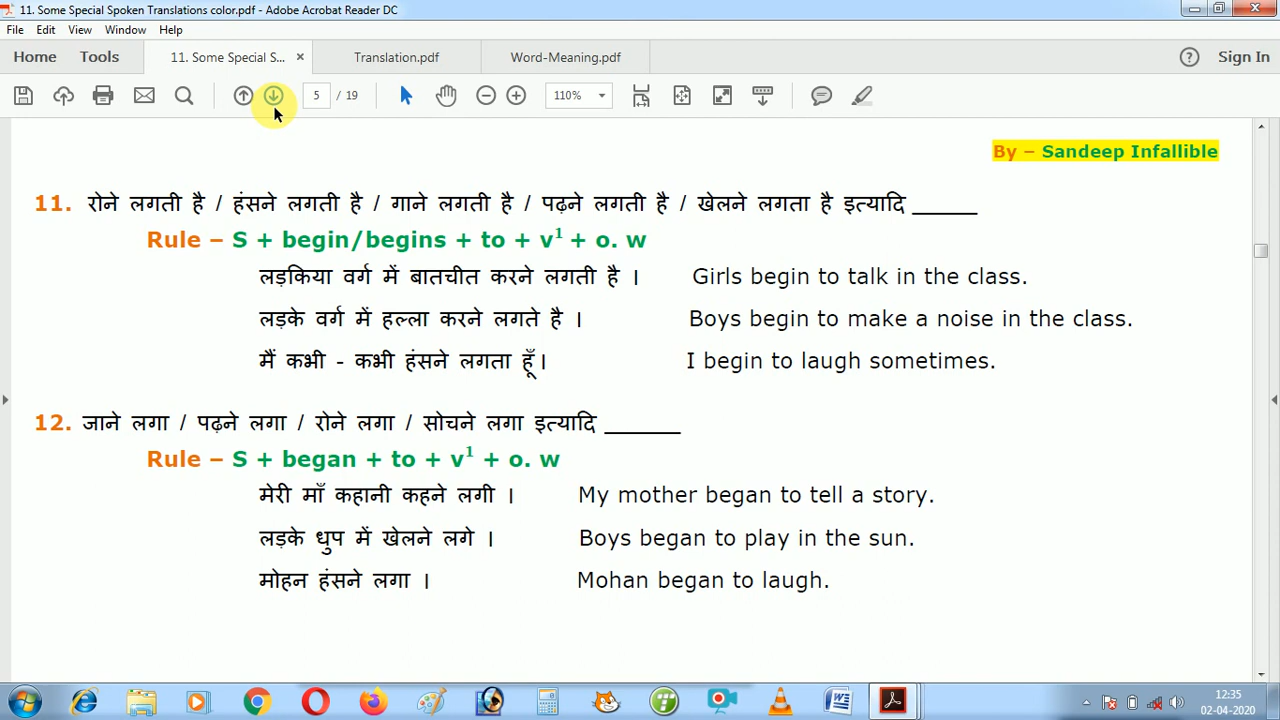 11. Some Special Spoken Translations color.pdf - Adobe Acrobat Reader DC
File Edit View Window Help
Home Tools 11. Some Special S... × Translation.pdf Word-Meaning.pdf ? Sign In
5 / 19 110%
By – Sandeep Infallible
11. रोने लगती है / हंसने लगती है / गाने लगती है / पढ़ने लगती है / खेलने लगता है इत्यादि _____
Rule – S + begin/begins + to + v¹ + o. w
लड़किया वर्ग में बातचीत करने लगती है । Girls begin to talk in the class.
लड़के वर्ग में हल्ला करने लगते है । Boys begin to make a noise in the class.
मैं कभी - कभी हंसने लगता हूँ । I begin to laugh sometimes.
12. जाने लगा / पढ़ने लगा / रोने लगा / सोचने लगा इत्यादि ______
Rule – S + began + to + v¹ + o. w
मेरी माँ कहानी कहने लगी । My mother began to tell a story.
लड़के धुप में खेलने लगे । Boys began to play in the sun.
मोहन हंसने लगा । Mohan began to laugh.
12:35
02-04-2020